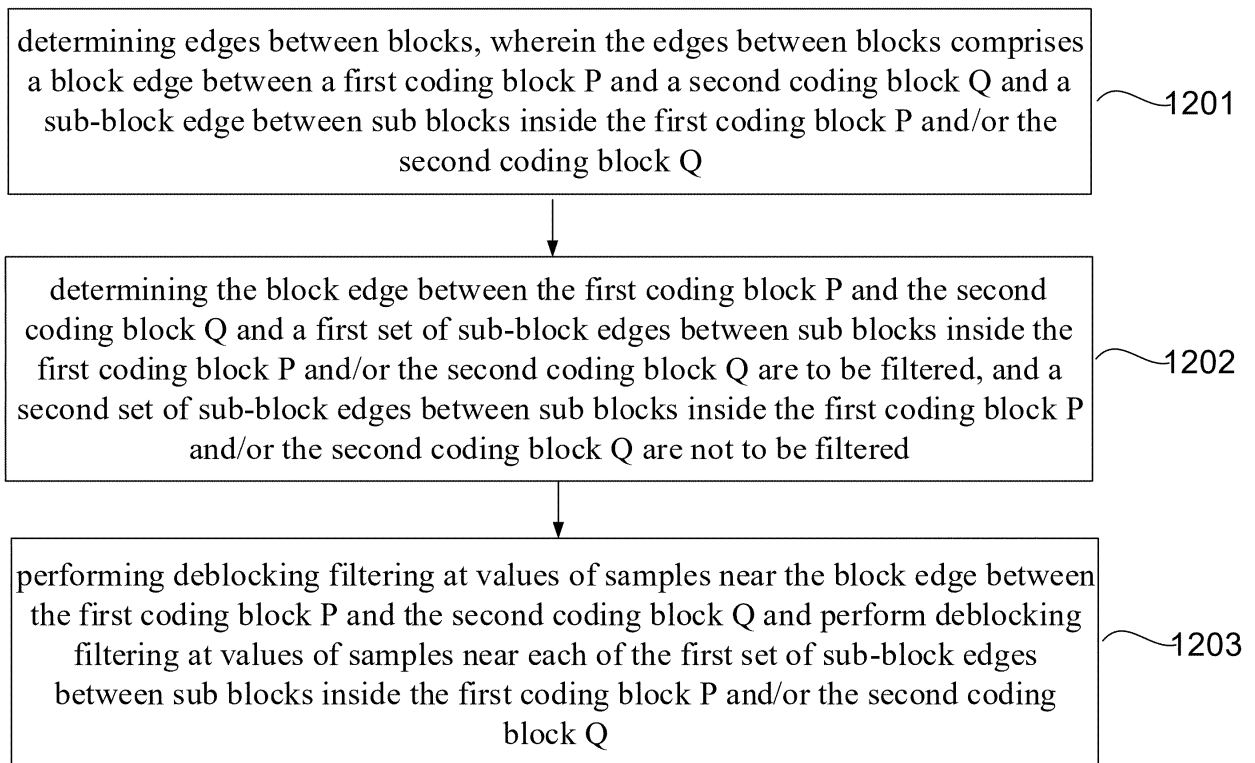 determining edges between blocks, wherein the edges between blocks comprises
a block edge between a first coding block P and a second coding block Q and a
sub-block edge between sub blocks inside the first coding block P and/or the
second coding block Q
1201
determining the block edge between the first coding block P and the second
coding block Q and a first set of sub-block edges between sub blocks inside the
first coding block P and/or the second coding block Q are to be filtered, and a
second set of sub-block edges between sub blocks inside the first coding block P
and/or the second coding block Q are not to be filtered
1202
performing deblocking filtering at values of samples near the block edge between
the first coding block P and the second coding block Q and perform deblocking
filtering at values of samples near each of the first set of sub-block edges
between sub blocks inside the first coding block P and/or the second coding
block Q
1203